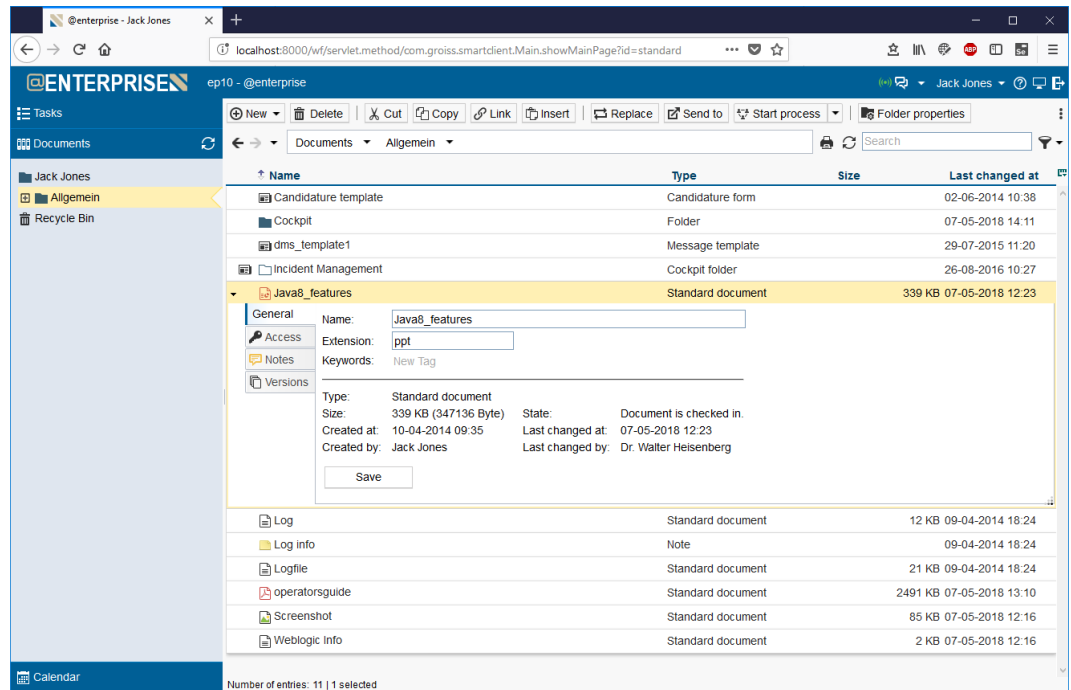 @enterprise - Jack Jones
localhost:8000/wf/servlet.method/com.groiss.smartclient.Main.showMainPage?id=standard
ABP
Se
@ENTERPRISE
ep10 - @enterprise
Jack Jones
Tasks
New
Delete
Cut
Copy
Link
Insert
Replace
Send to
Start process
Folder properties
Documents
Documents
Allgemein
Search
Jack Jones
Allgemein
Recycle Bin
Name Type Size Last changed at
Candidature template Candidature form 02-06-2014 10:38
Cockpit Folder 07-05-2018 14:11
dms_template1 Message template 29-07-2015 11:20
Incident Management Cockpit folder 26-08-2016 10:27
Java8_features Standard document 339 KB 07-05-2018 12:23
General
Access
Notes
Versions
Name: Java8_features
Extension: ppt
Keywords: New Tag
Type: Standard document
Size: 339 KB (347136 Byte) State: Document is checked in.
Created at: 10-04-2014 09:35 Last changed at: 07-05-2018 12:23
Created by: Jack Jones Last changed by: Dr. Walter Heisenberg
Save
Log Standard document 12 KB 09-04-2014 18:24
Log info Note 09-04-2014 18:24
Logfile Standard document 21 KB 09-04-2014 18:24
operatorsguide Standard document 2491 KB 07-05-2018 13:10
Screenshot Standard document 85 KB 07-05-2018 12:16
Weblogic Info Standard document 2 KB 07-05-2018 12:16
Calendar
Number of entries: 11 | 1 selected